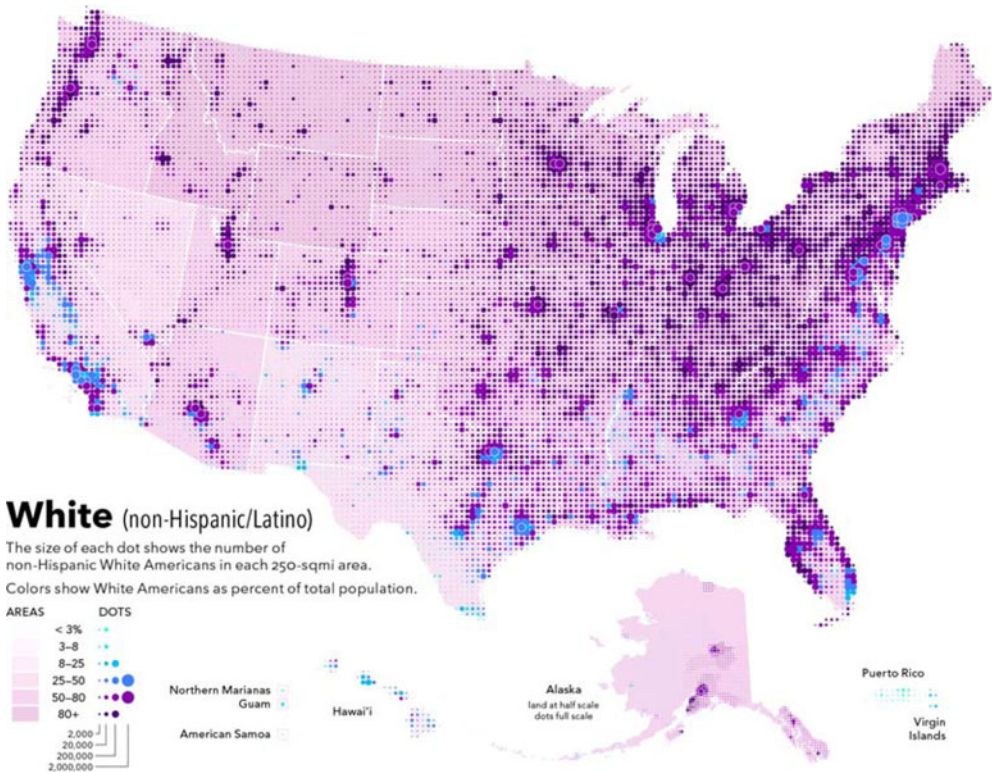 White (non-Hispanic/Latino)
The size of each dot shows the number of
non-Hispanic White Americans in each 250-sqmi area.
Colors show White Americans as percent of total population.
AREAS DOTS
< 3%
3–8
8–25
25–50
50–80
80+
2,000
20,000
200,000
2,000,000
Northern Marianas
Guam
American Samoa
Hawai'i
Alaska
land at half scale
dots full scale
Puerto Rico
Virgin
Islands